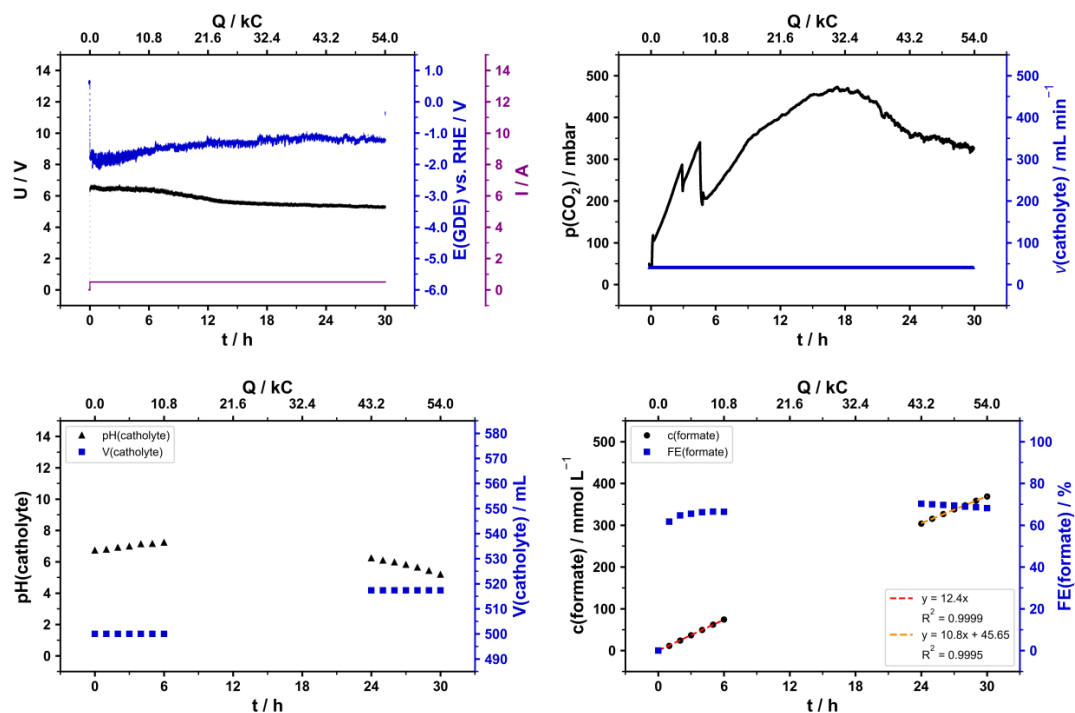 Q / kC
0.0 10.8 21.6 32.4 43.2 54.0
14
12
10
8
6
4
2
0
U / V
1.0
0.0
-1.0
-2.0
-3.0
-4.0
-5.0
-6.0
E(GDE) vs. RHE / V
14
12
10
8
6
4
2
0
I / A
0 6 12 18 24 30
t / h
Q / kC
0.0 10.8 21.6 32.4 43.2 54.0
500
400
300
200
100
0
p(CO₂) / mbar
500
400
300
200
100
0
v(catholyte) / mL min⁻¹
0 6 12 18 24 30
t / h
Q / kC
0.0 10.8 21.6 32.4 43.2 54.0
14
12
10
8
6
4
2
0
pH(catholyte)
pH(catholyte)
V(catholyte)
580
570
560
550
540
530
520
510
500
490
V(catholyte) / mL
0 6 12 18 24 30
t / h
Q / kC
0.0 10.8 21.6 32.4 43.2 54.0
500
400
300
200
100
0
c(formate) / mmol L⁻¹
c(formate)
FE(formate)
y = 12.4x
R² = 0.9999
y = 10.8x + 45.65
R² = 0.9995
100
80
60
40
20
0
FE(formate) / %
0 6 12 18 24 30
t / h